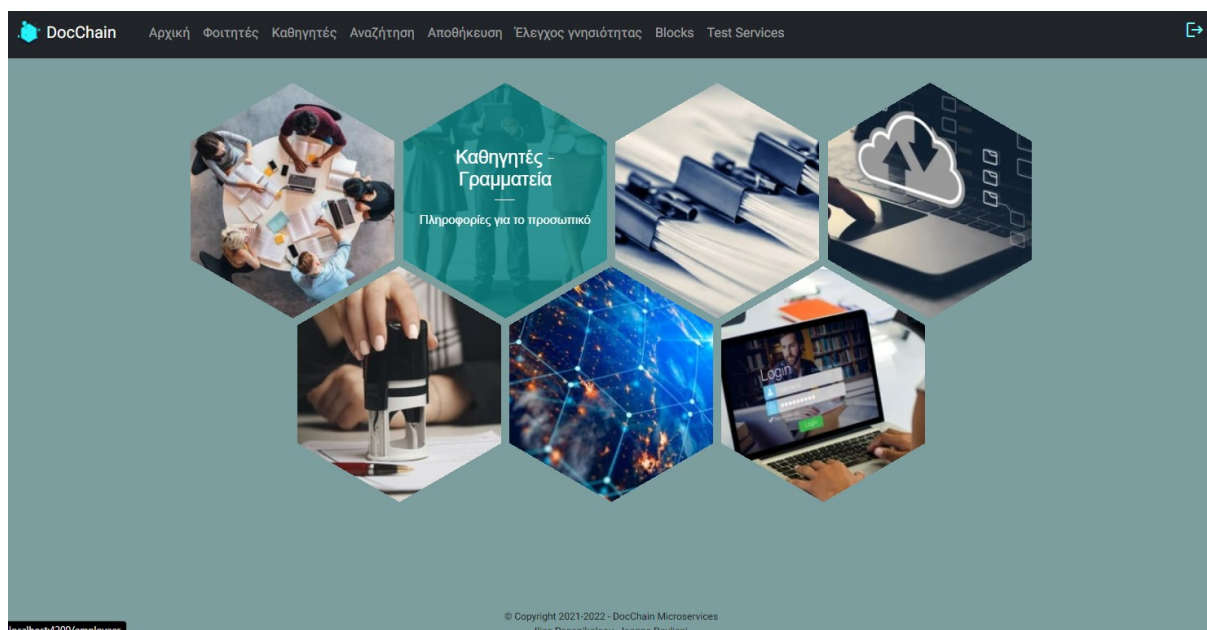 DocChain Αρχική Φοιτητές Καθηγητές Αναζήτηση Αποθήκευση Έλεγχος γνησιότητας Blocks Test Services
Καθηγητές -
Γραμματεία
Πληροφορίες για το προσωπικό
Login
Login
© Copyright 2021-2022 - DocChain Microservices